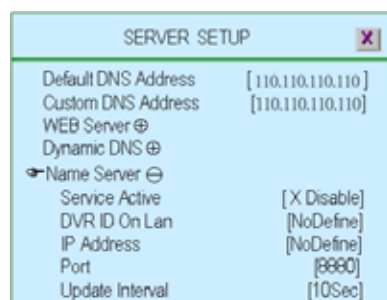 SERVER SETUP X
Default DNS Address [110.110.110.110]
Custom DNS Address [110.110.110.110]
WEB Server ⊕
Dynamic DNS ⊕
☛Name Server ⊖
Service Active [X Disable]
DVR ID On Lan [NoDefine]
IP Address [NoDefine]
Port
Update Interval [10Sec]